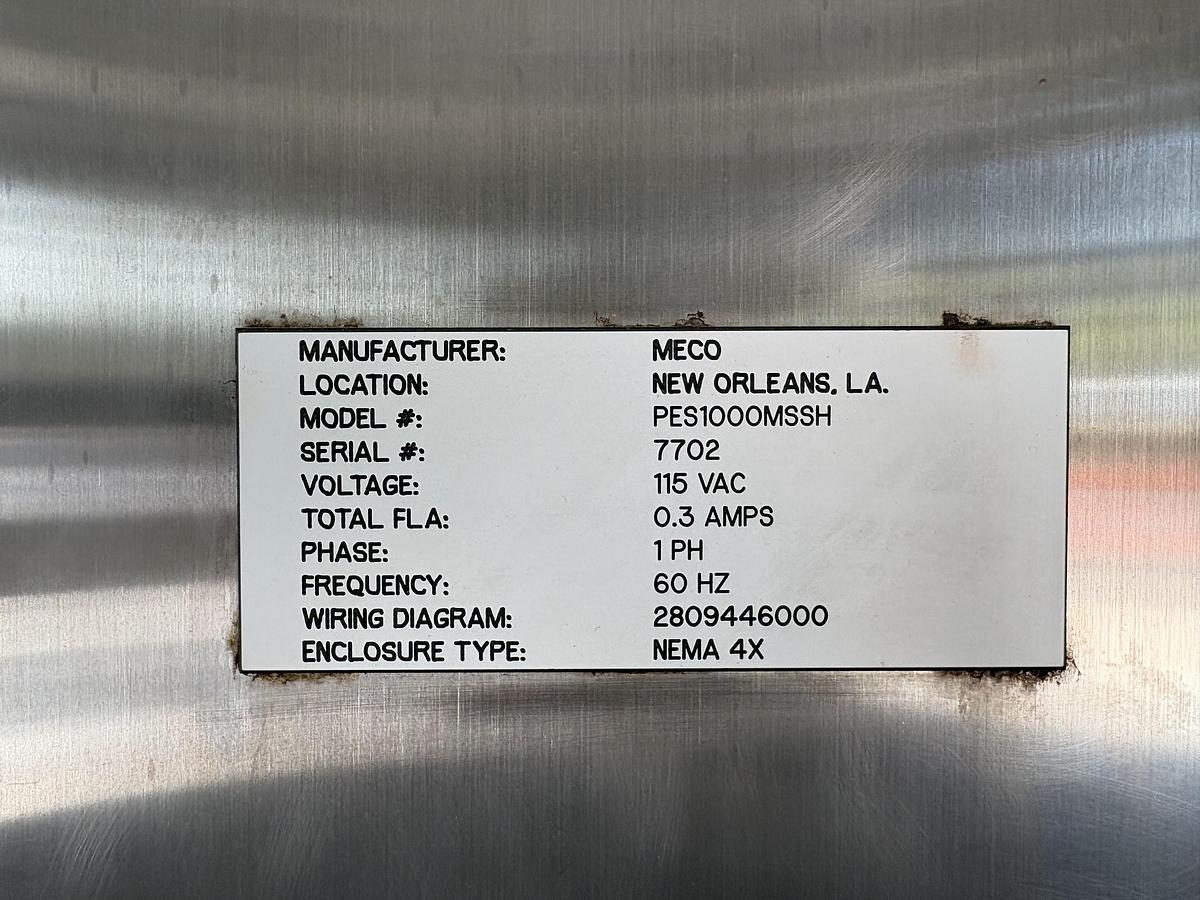 MANUFACTURER: MECO
LOCATION: NEW ORLEANS, LA.
MODEL #: PES1000MSSH
SERIAL #: 7702
VOLTAGE: 115 VAC
TOTAL FLA: 0.3 AMPS
PHASE: 1 PH
FREQUENCY: 60 HZ
WIRING DIAGRAM: 2809446000
ENCLOSURE TYPE: NEMA 4X